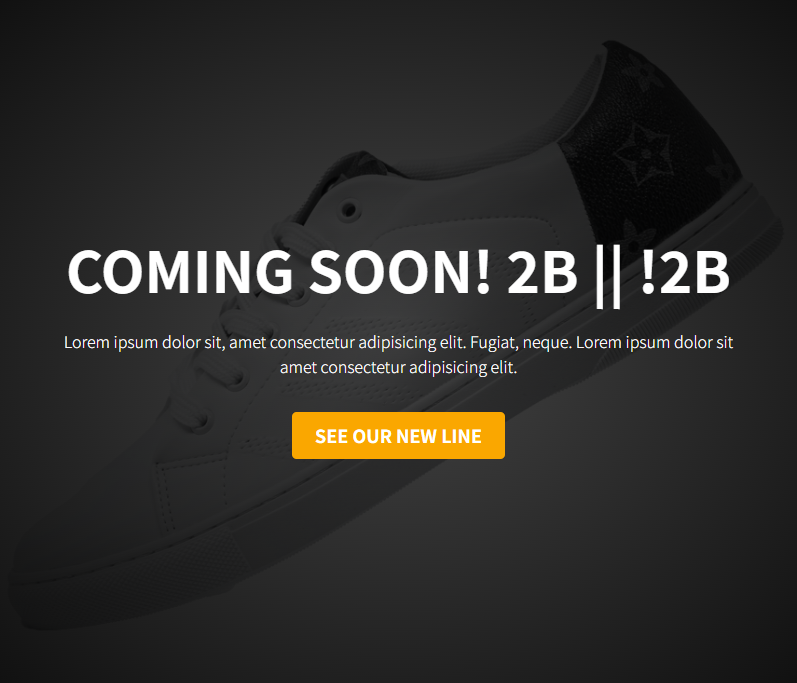 COMING SOON! 2B || !2B
Lorem ipsum dolor sit, amet consectetur adipisicing elit. Fugiat, neque. Lorem ipsum dolor sit
amet consectetur adipisicing elit.
SEE OUR NEW LINE